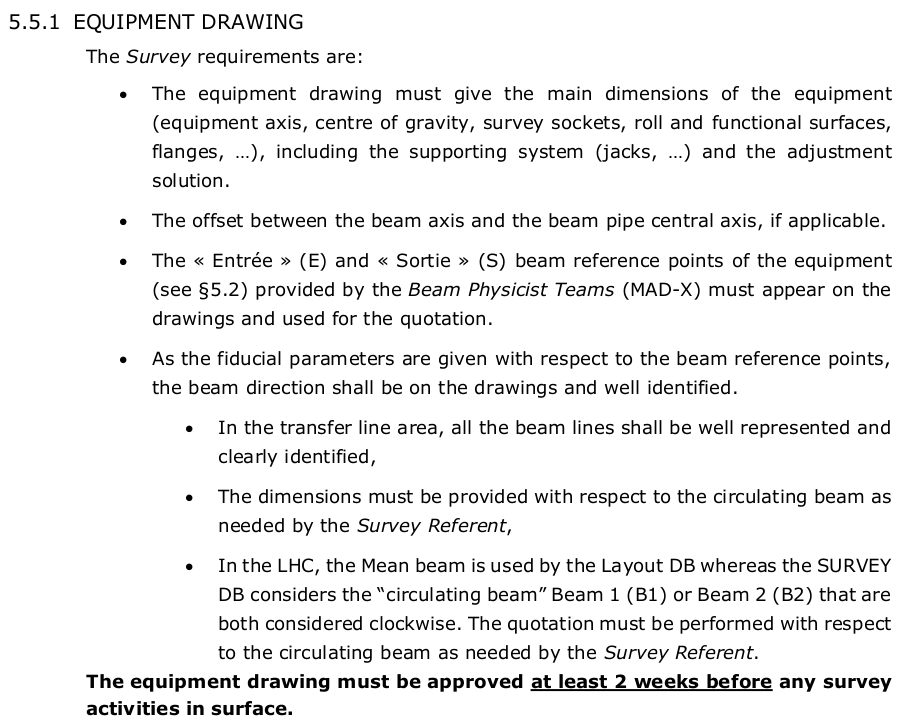 5.5.1 EQUIPMENT DRAWING
The Survey requirements are:
• The equipment drawing must give the main dimensions of the equipment
(equipment axis, centre of gravity, survey sockets, roll and functional surfaces,
flanges, …), including the supporting system (jacks, …) and the adjustment
solution.
• The offset between the beam axis and the beam pipe central axis, if applicable.
• The « Entrée » (E) and « Sortie » (S) beam reference points of the equipment
(see §5.2) provided by the Beam Physicist Teams (MAD-X) must appear on the
drawings and used for the quotation.
• As the fiducial parameters are given with respect to the beam reference points,
the beam direction shall be on the drawings and well identified.
• In the transfer line area, all the beam lines shall be well represented and
clearly identified,
• The dimensions must be provided with respect to the circulating beam as
needed by the Survey Referent,
• In the LHC, the Mean beam is used by the Layout DB whereas the SURVEY
DB considers the “circulating beam” Beam 1 (B1) or Beam 2 (B2) that are
both considered clockwise. The quotation must be performed with respect
to the circulating beam as needed by the Survey Referent.
The equipment drawing must be approved at least 2 weeks before any survey
activities in surface.